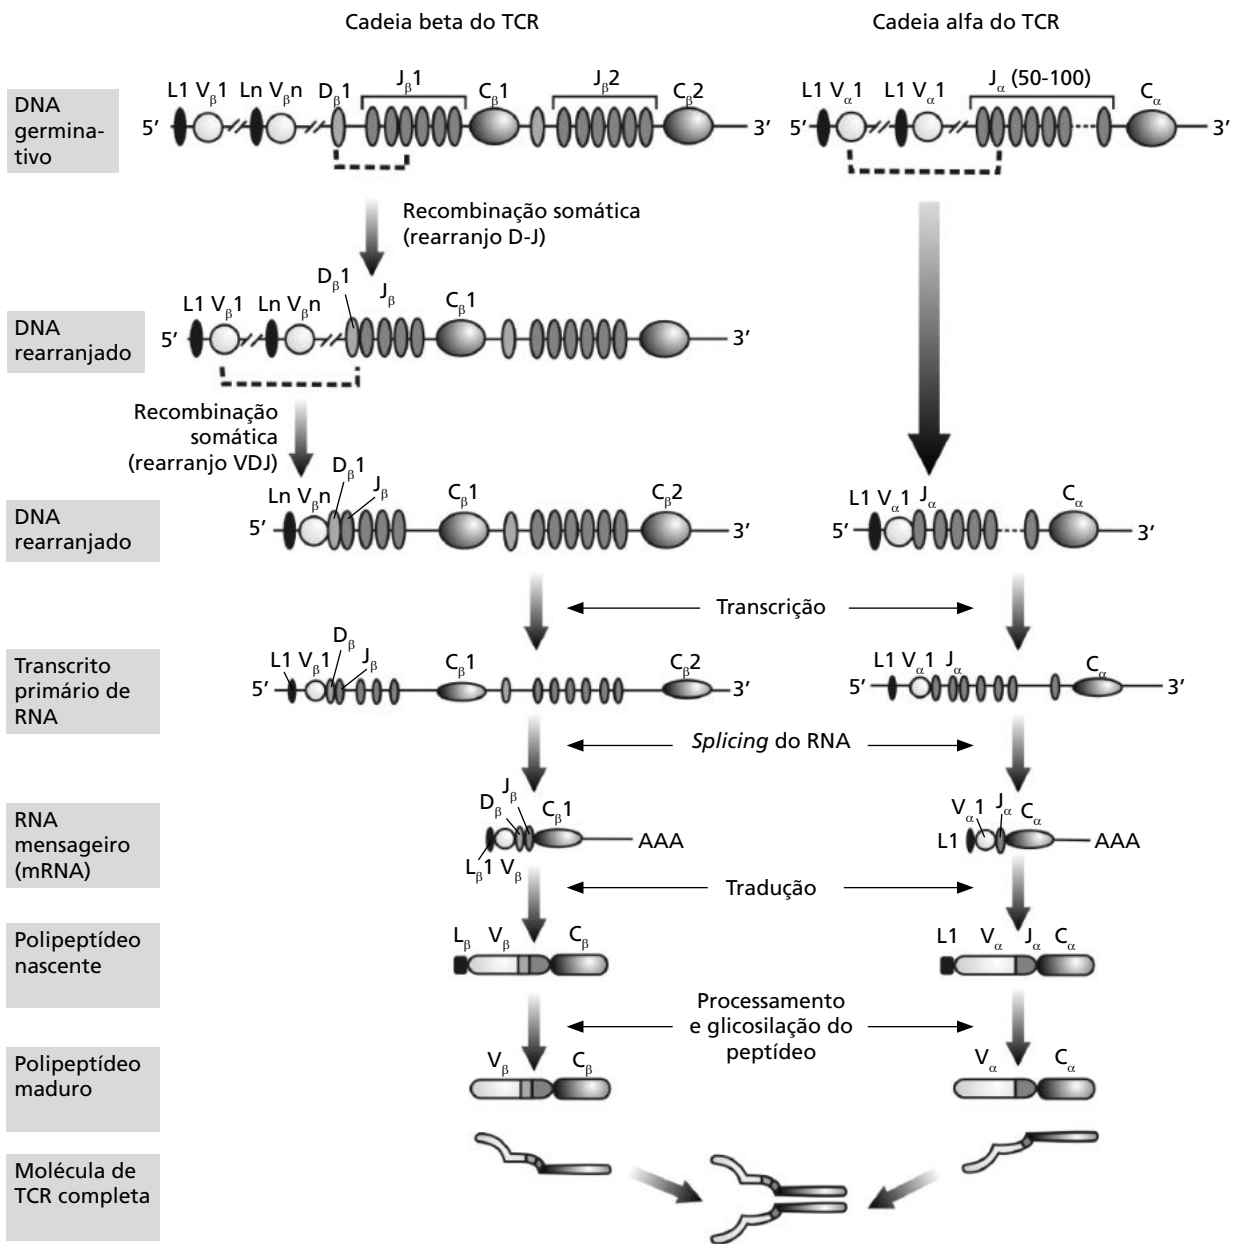 Cadeia beta do TCR
Cadeia alfa do TCR
DNA
germina-
tivo
5’ L1 Vβ1 Ln Vβn Dβ1 Jβ1 Cβ1 Jβ2 Cβ2 3’
5’ L1 Vα1 L1 Vα1 Jα (50-100) Cα 3’
Recombinação somática
(rearranjo D-J)
DNA
rearranjado
5’ L1 Vβ1 Ln Vβn Dβ1 Jβ Cβ1 3’
Recombinação
somática
(rearranjo VDJ)
DNA
rearranjado
5’ Ln Vβn Dβ1 Jβ Cβ1 Cβ2 3’
5’ L1 Vα1 Jα Cα 3’
Transcrição
Transcrito
primário de
RNA
5’ L1 Vβ1 Dβ Jβ Cβ1 Cβ2 3’
5’ L1 Vα1 Jα Cα 3’
Splicing do RNA
RNA
mensageiro
(mRNA)
Lβ1 Vβ Dβ Jβ Cβ1 AAA
L1 Vα1 Jα Cα AAA
Tradução
Polipeptídeo
nascente
Lβ Vβ Cβ
L1 Vα Jα Cα
Processamento
e glicosilação do
peptídeo
Polipeptídeo
maduro
Vβ Cβ
Vα Cα
Molécula de
TCR completa